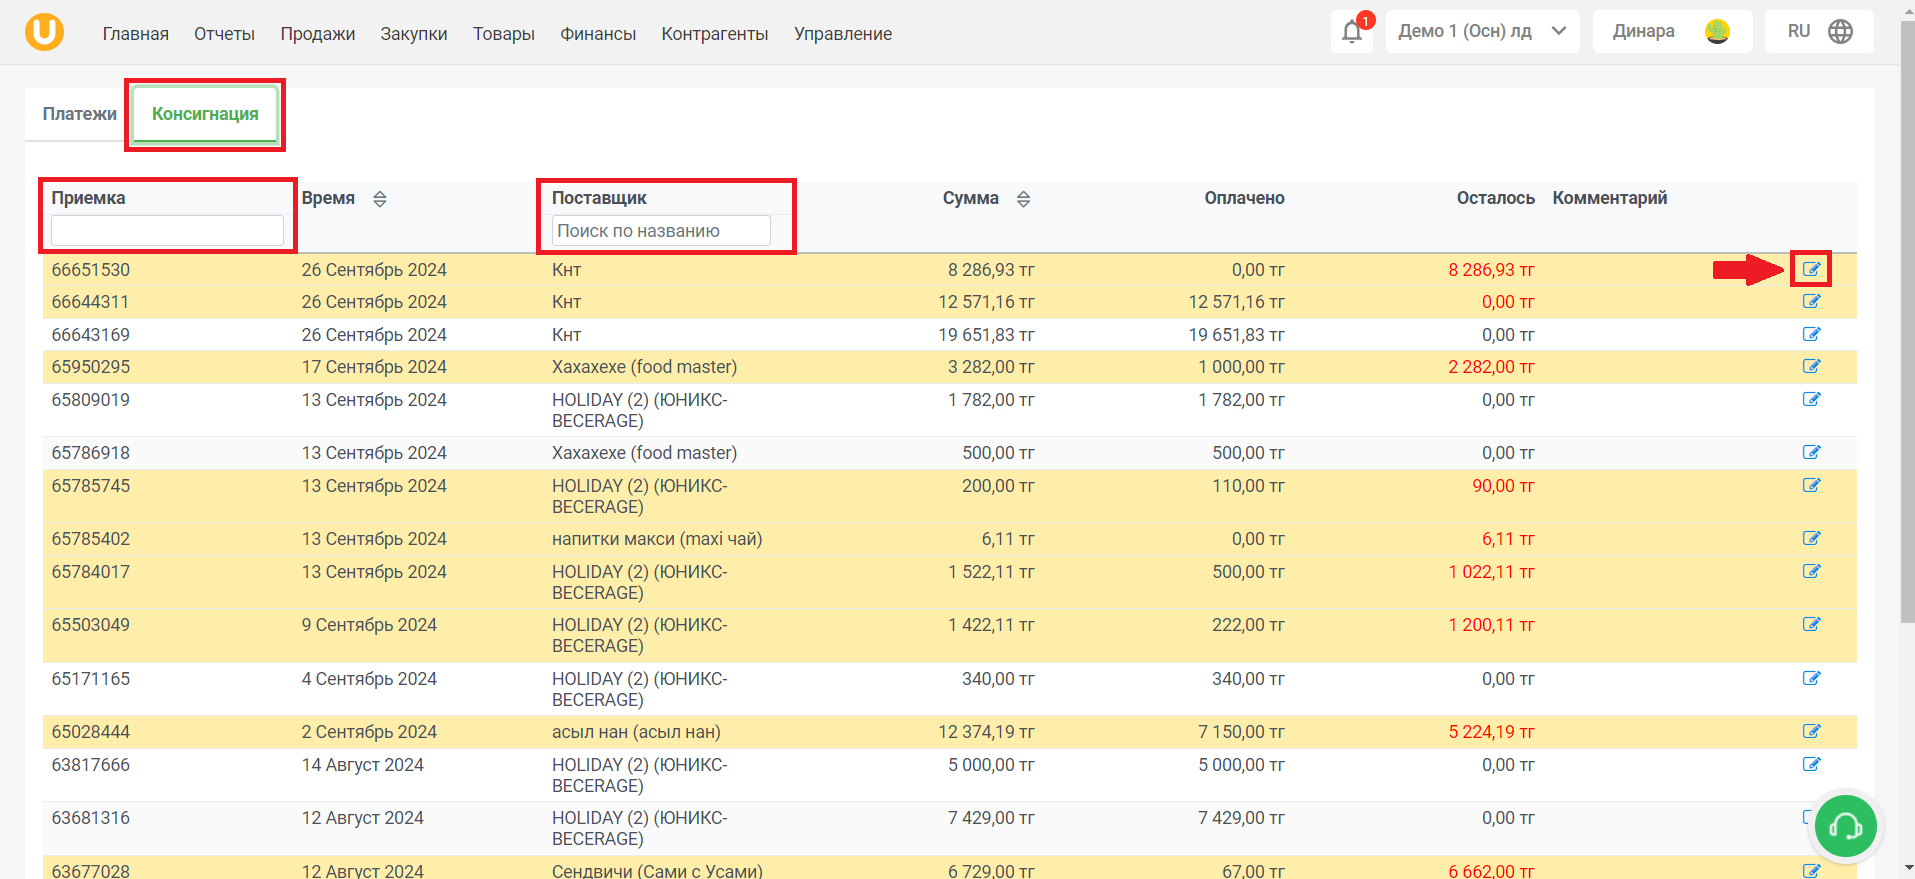 U Главная Отчеты Продажи Закупки Товары Финансы Контрагенты Управление 1 Демо 1 (Осн) лд Динара RU
Платежи Консигнация
Приемка Время Поставщик Сумма Оплачено Осталось Комментарий
Поиск по названию
66651530 26 Сентябрь 2024 Кнт 8 286,93 тг 0,00 тг 8 286,93 тг
66644311 26 Сентябрь 2024 Кнт 12 571,16 тг 12 571,16 тг 0,00 тг
66643169 26 Сентябрь 2024 Кнт 19 651,83 тг 19 651,83 тг 0,00 тг
65950295 17 Сентябрь 2024 Хахахехе (food master) 3 282,00 тг 1 000,00 тг 2 282,00 тг
65809019 13 Сентябрь 2024 HOLIDAY (2) (ЮНИКС- 1 782,00 тг 1 782,00 тг 0,00 тг
BECERAGE)
65786918 13 Сентябрь 2024 Хахахехе (food master) 500,00 тг 500,00 тг 0,00 тг
65785745 13 Сентябрь 2024 HOLIDAY (2) (ЮНИКС- 200,00 тг 110,00 тг 90,00 тг
BECERAGE)
65785402 13 Сентябрь 2024 напитки макси (maxi чай) 6,11 тг 0,00 тг 6,11 тг
65784017 13 Сентябрь 2024 HOLIDAY (2) (ЮНИКС- 1 522,11 тг 500,00 тг 1 022,11 тг
BECERAGE)
65503049 9 Сентябрь 2024 HOLIDAY (2) (ЮНИКС- 1 422,11 тг 222,00 тг 1 200,11 тг
BECERAGE)
65171165 4 Сентябрь 2024 HOLIDAY (2) (ЮНИКС- 340,00 тг 340,00 тг 0,00 тг
BECERAGE)
65028444 2 Сентябрь 2024 асыл нан (асыл нан) 12 374,19 тг 7 150,00 тг 5 224,19 тг
63817666 14 Август 2024 HOLIDAY (2) (ЮНИКС- 5 000,00 тг 5 000,00 тг 0,00 тг
BECERAGE)
63681316 12 Август 2024 HOLIDAY (2) (ЮНИКС- 7 429,00 тг 7 429,00 тг 0,00 тг
BECERAGE)
63677028 12 Август 2024 Сендвичи (Сами с Усами) 6 729,00 тг 67,00 тг 6 662,00 тг